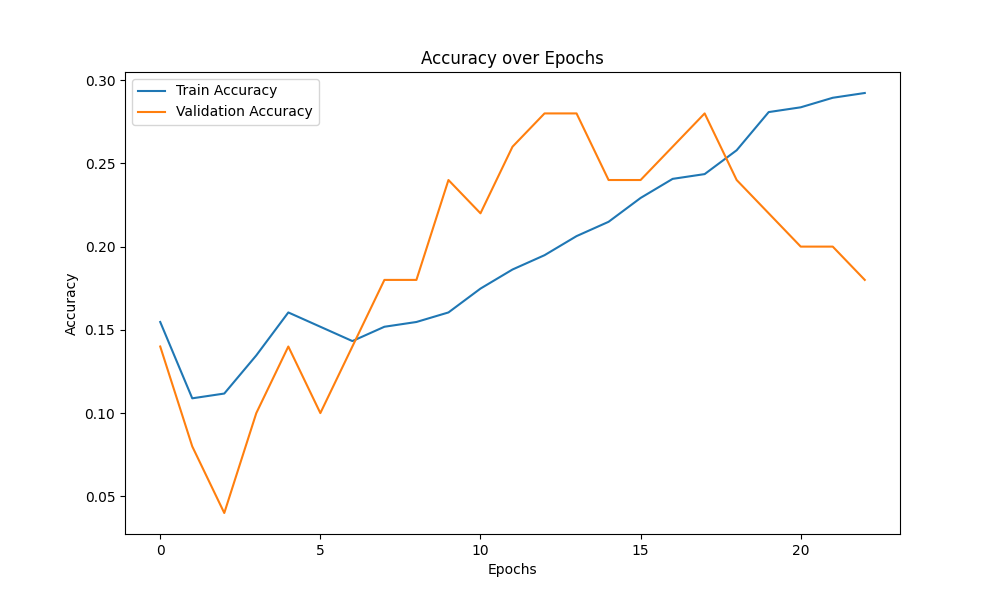 Accuracy over Epochs
Train Accuracy
Validation Accuracy
0.30
0.25
0.20
0.15
0.10
0.05
Accuracy
0 5 10 15 20
Epochs